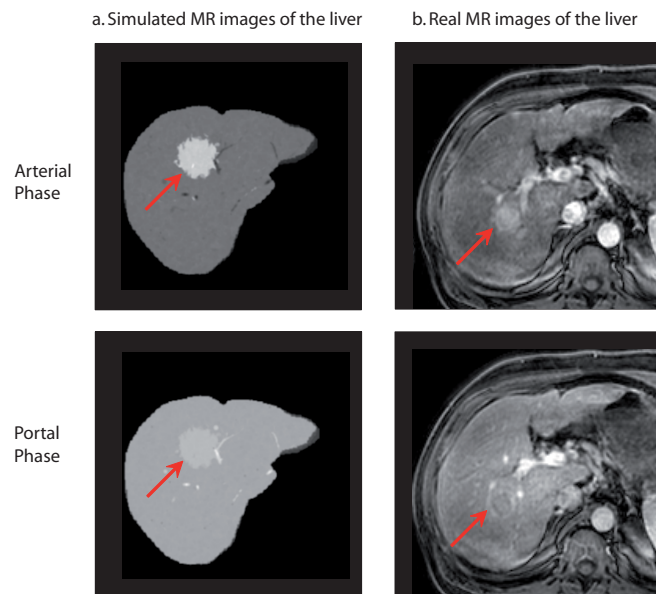 a. Simulated MR images of the liver
b. Real MR images of the liver
Arterial
Phase
Portal
Phase